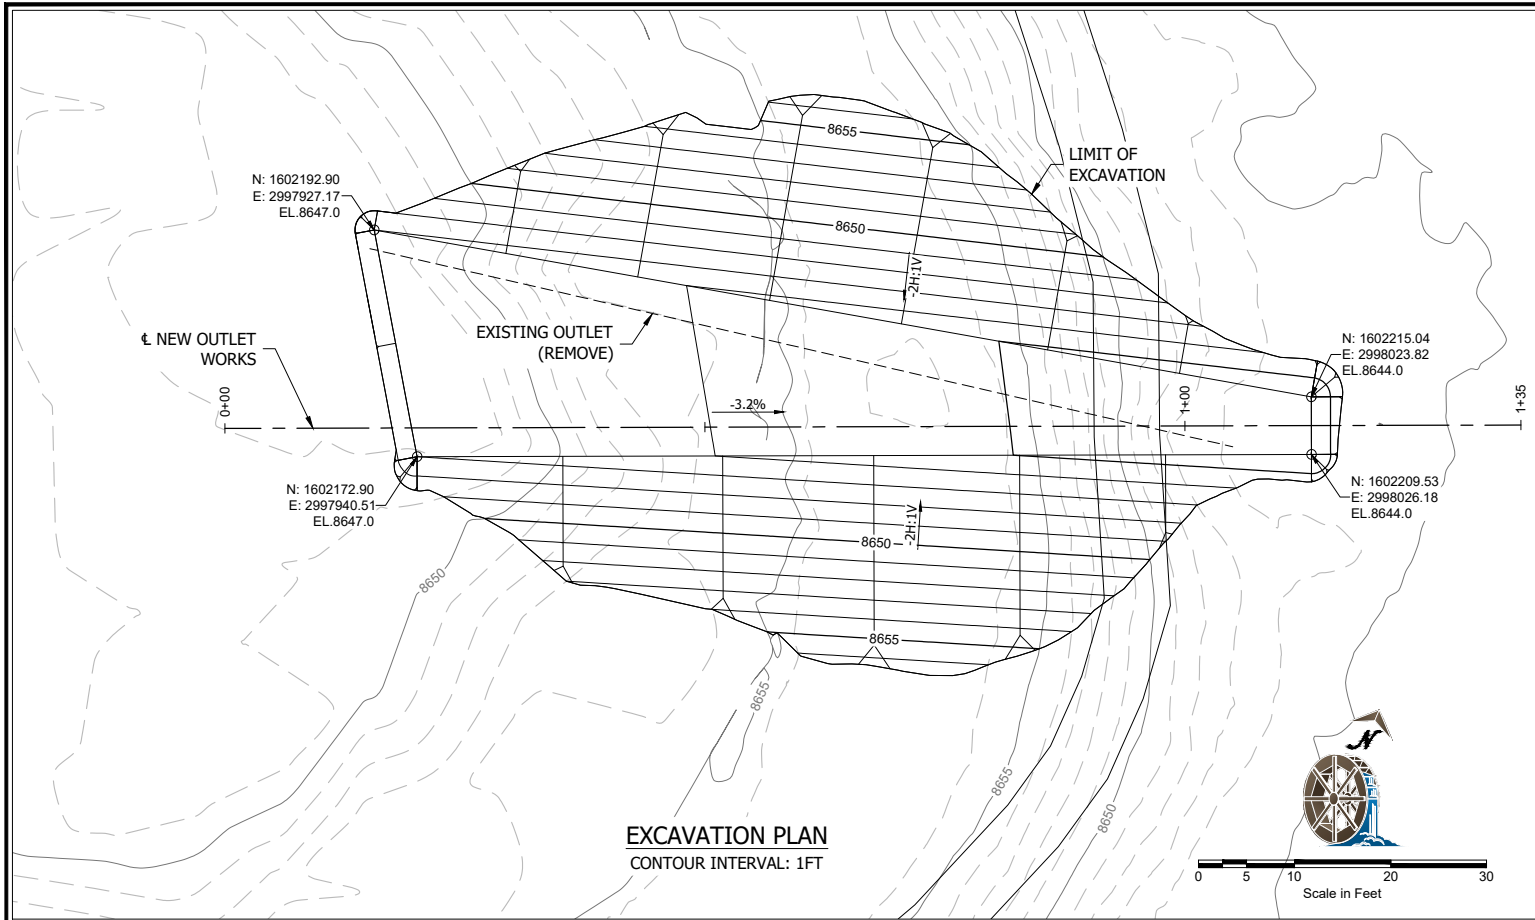 8655
LIMIT OF
EXCAVATION
N: 1602192.90
E: 2997927.17
EL.8647.0
8650
-2H:1V
EXISTING OUTLET
(REMOVE)
℄ NEW OUTLET
WORKS
N: 1602215.04
E: 2998023.82
EL.8644.0
0+00
-3.2%
1+00
1+35
N: 1602172.90
E: 2997940.51
EL.8647.0
N: 1602209.53
E: 2998026.18
EL.8644.0
8650
-2H:1V
8650
8655
8655
8655
8650
N
EXCAVATION PLAN
CONTOUR INTERVAL: 1FT
0 5 10 20 30
Scale in Feet